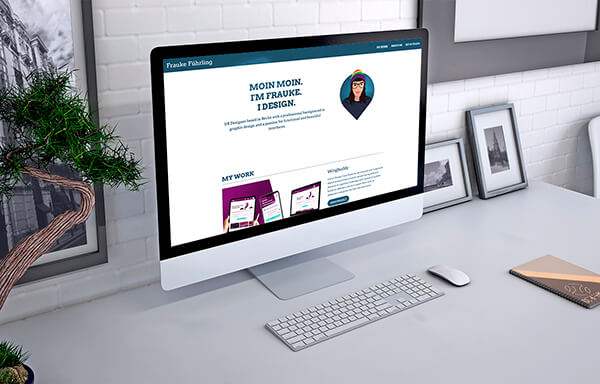 Frauke Führling
MY WORK ABOUT ME GET IN TOUCH
MOIN MOIN.
I'M FRAUKE.
I DESIGN.
UX Designer based in Berlin with a professional background in
graphic design and a passion for functional and beautiful
interfaces.
MY WORK
Wingbuddy